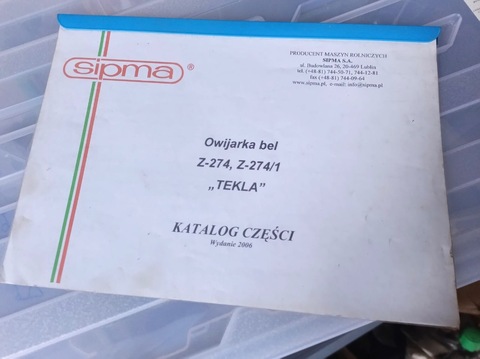 sipma®
PRODUCENT MASZYN ROLNICZYCH
SIPMA S.A.
ul. Budowlana 26, 20-469 Lublin
tel. (+48-81) 744-50-71, 744-12-81
fax (+48-81) 744-09-64
www.sipma.pl, e-mail: info@sipma.pl
Owijarka bel
Z-274, Z-274/1
„TEKLA”
KATALOG CZĘŚCI
Wydanie 2006